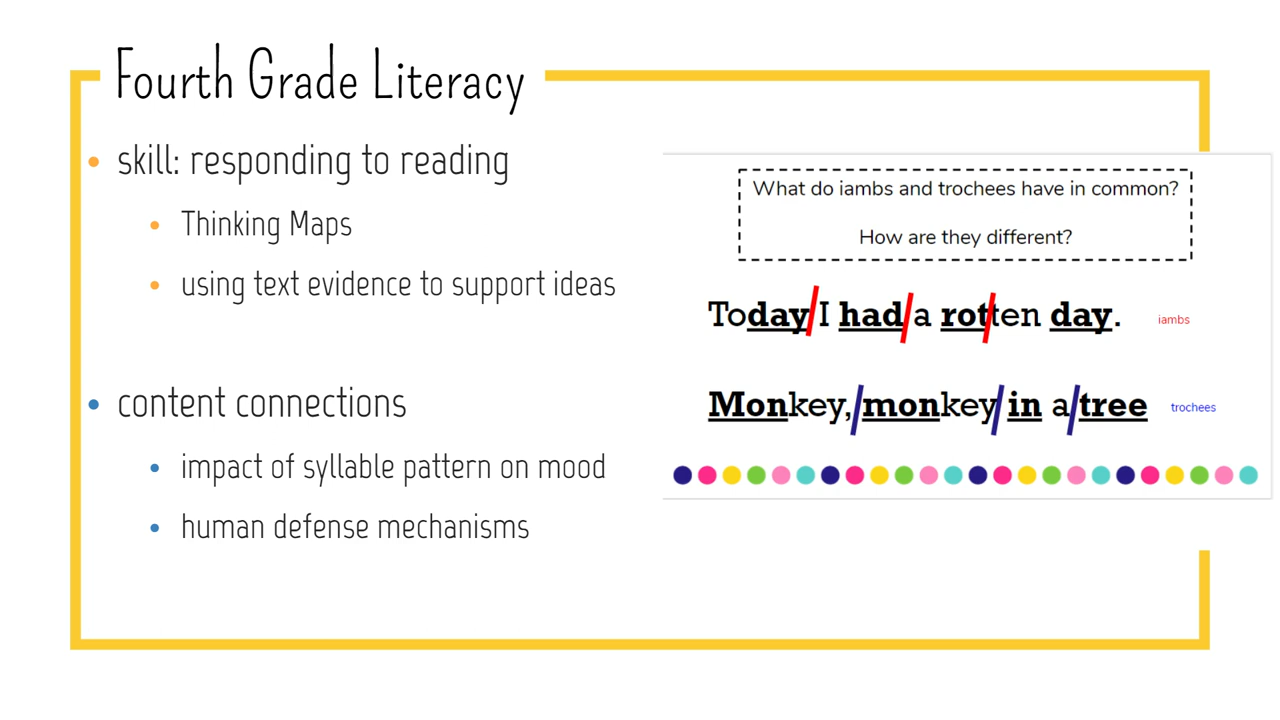 Fourth Grade Literacy
skill: responding to reading
Thinking Maps
using text evidence to support ideas
content connections
impact of syllable pattern on mood
human defense mechanisms
What do iambs and trochees have in common?
How are they different?
Today/I had/a rot/ten day.
iambs
Monkey,/monkey/in a/tree
trochees